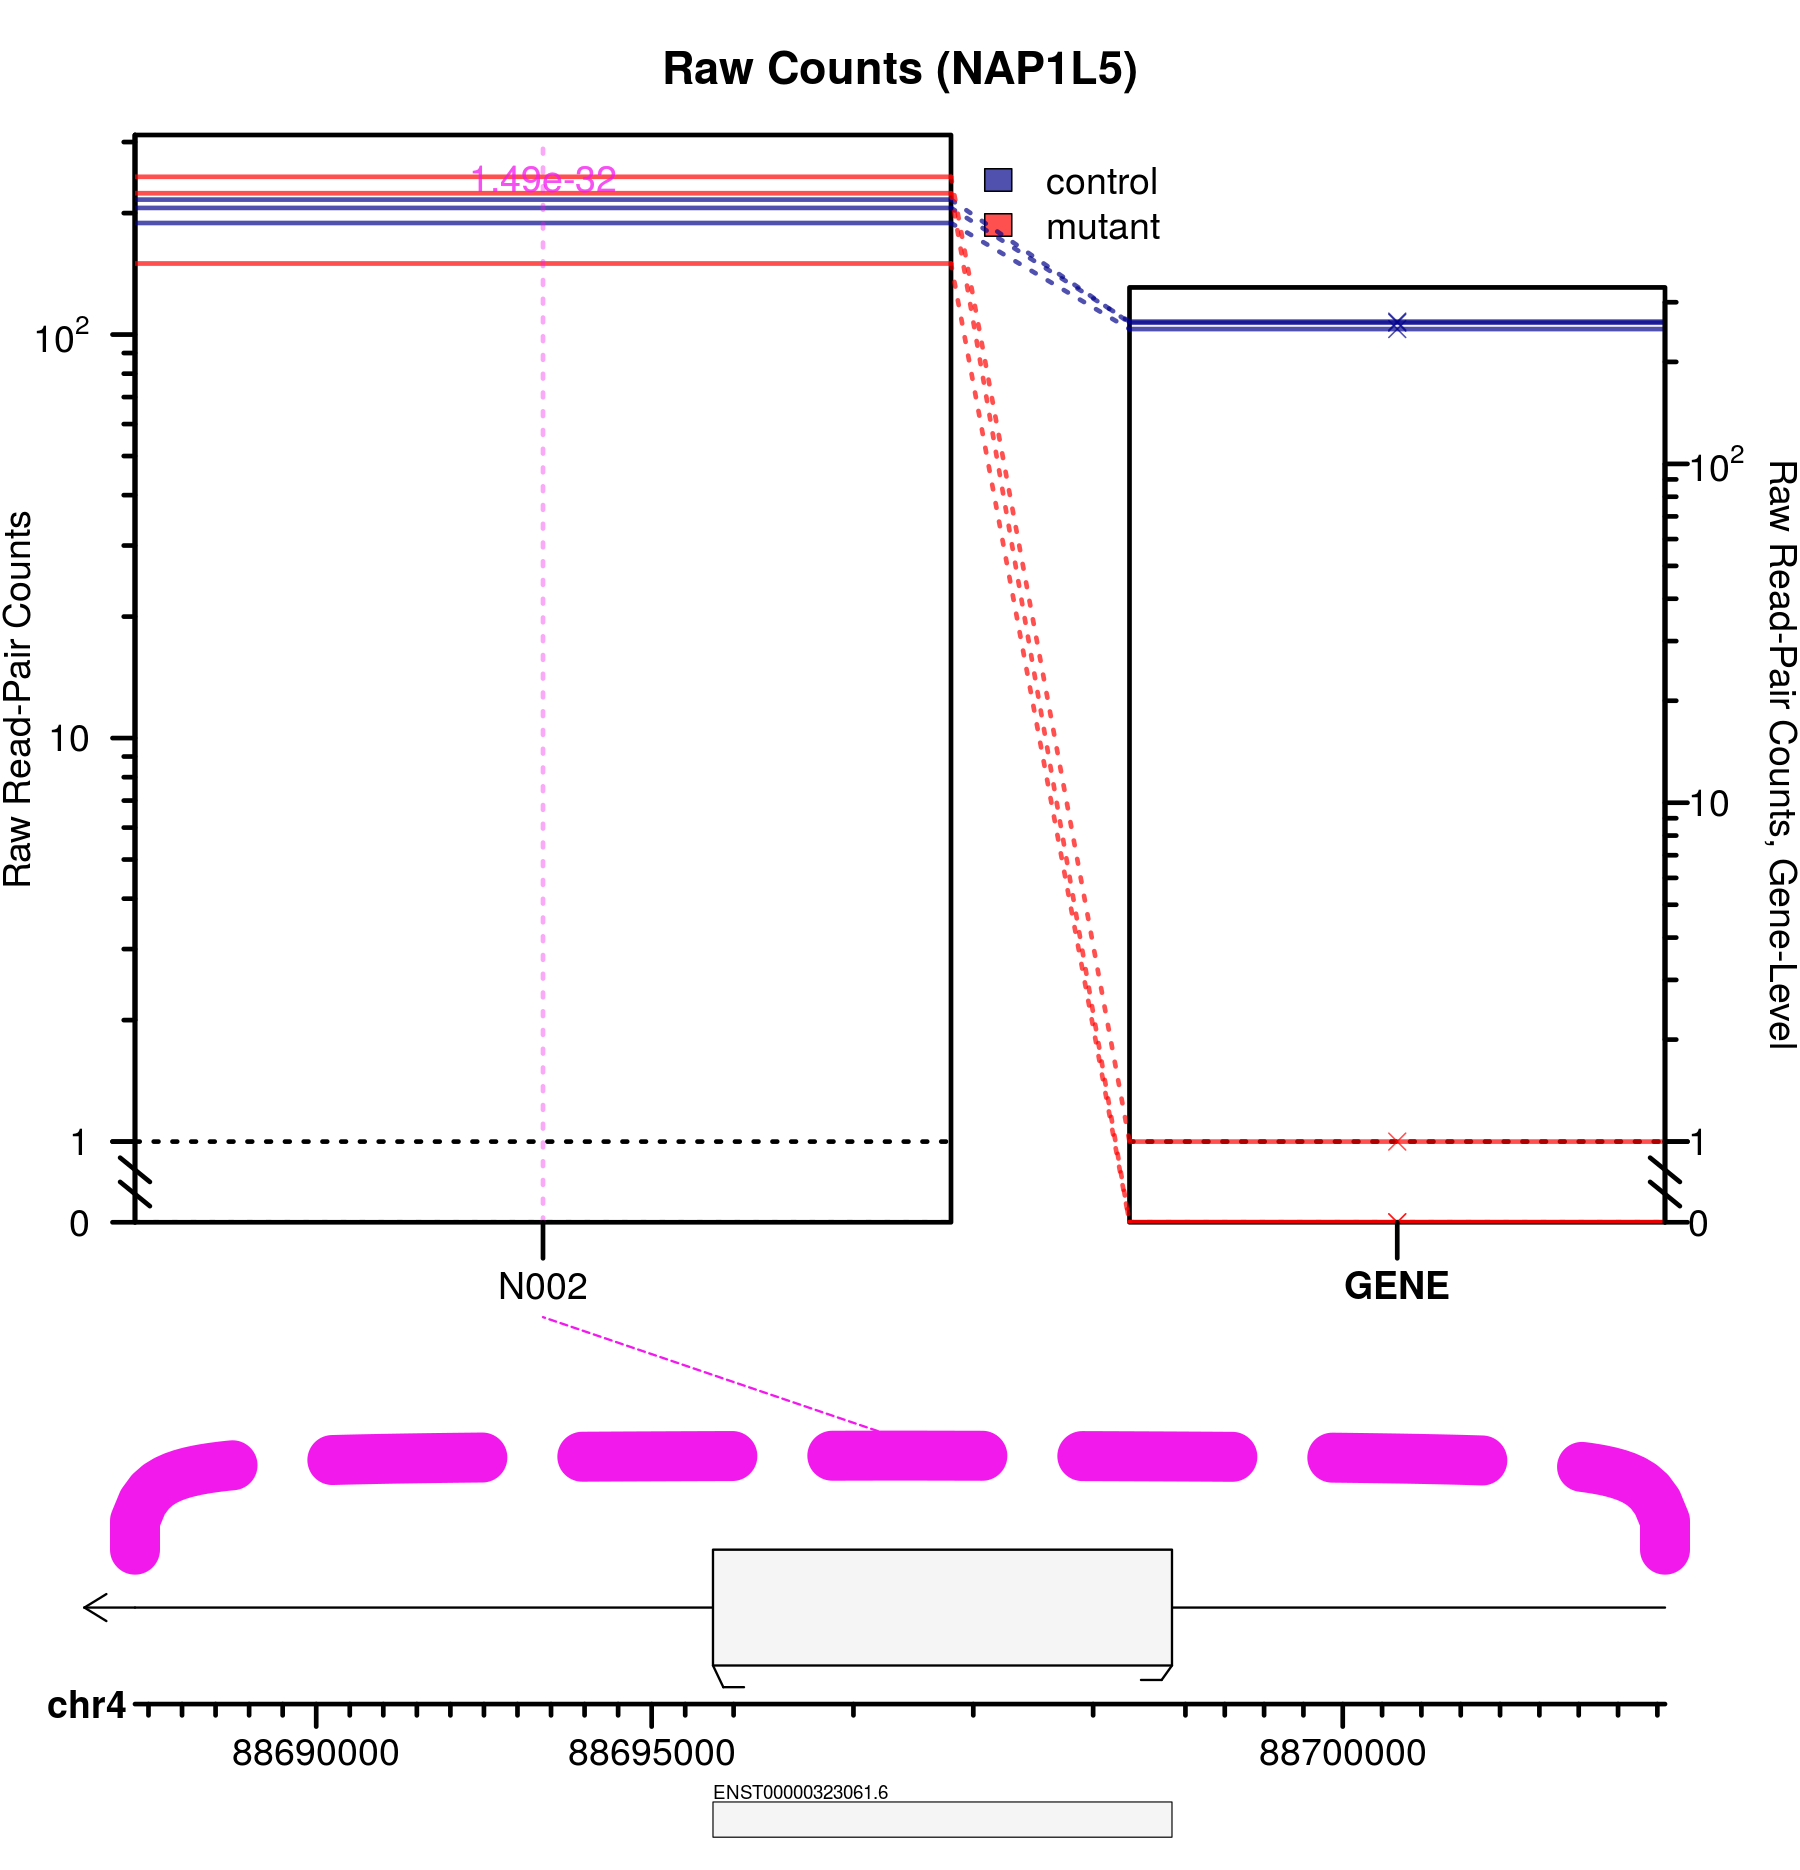 Raw Counts (NAP1L5)
1.49e-32
control
mutant
Raw Read-Pair Counts
10²
10
1
0
10²
10
1
0
Raw Read-Pair Counts, Gene-Level
N002
GENE
chr4
88690000
88695000
88700000
ENST00000323061.6